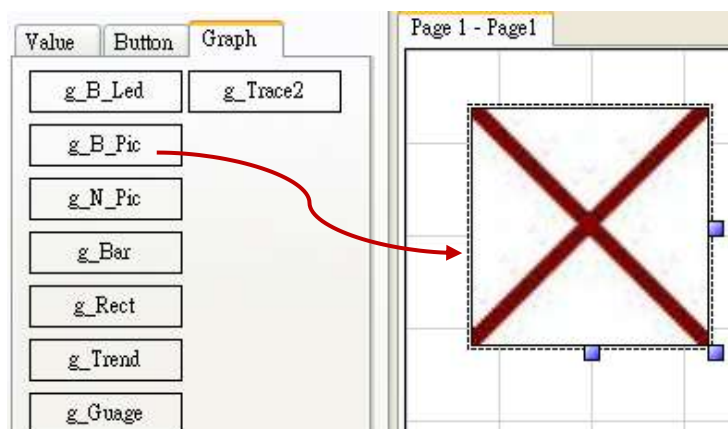 Value Button Graph
Page 1 - Page1
g_B_Led g_Trace2
g_B_Pic
g_N_Pic
g_Bar
g_Rect
g_Trend
g_Guage